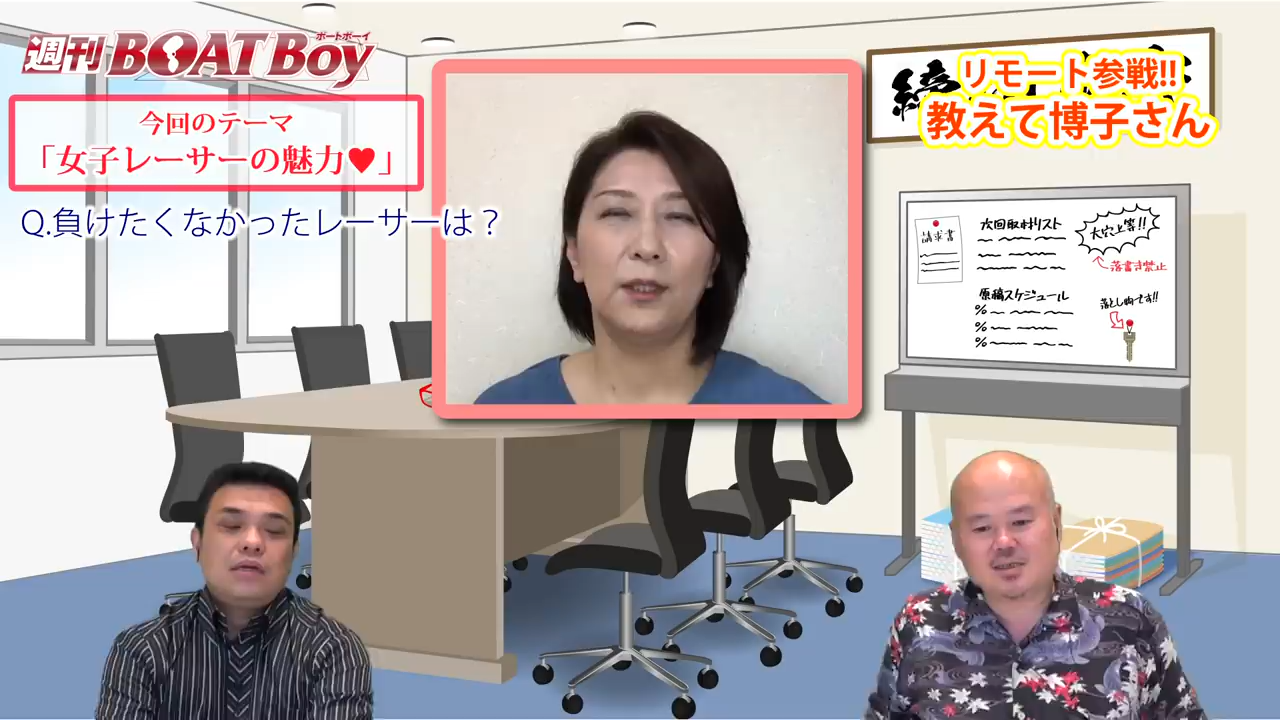 週刊 BOAT Boy
ボートボーイ
今回のテーマ
「女子レーサーの魅力♥」
Q.負けたくなかったレーサーは？
リモート参戦!!
教えて博子さん
請求書
次回取材リスト
大穴上等!!
落書き禁止
原稿スケジュール
落とし物です!!